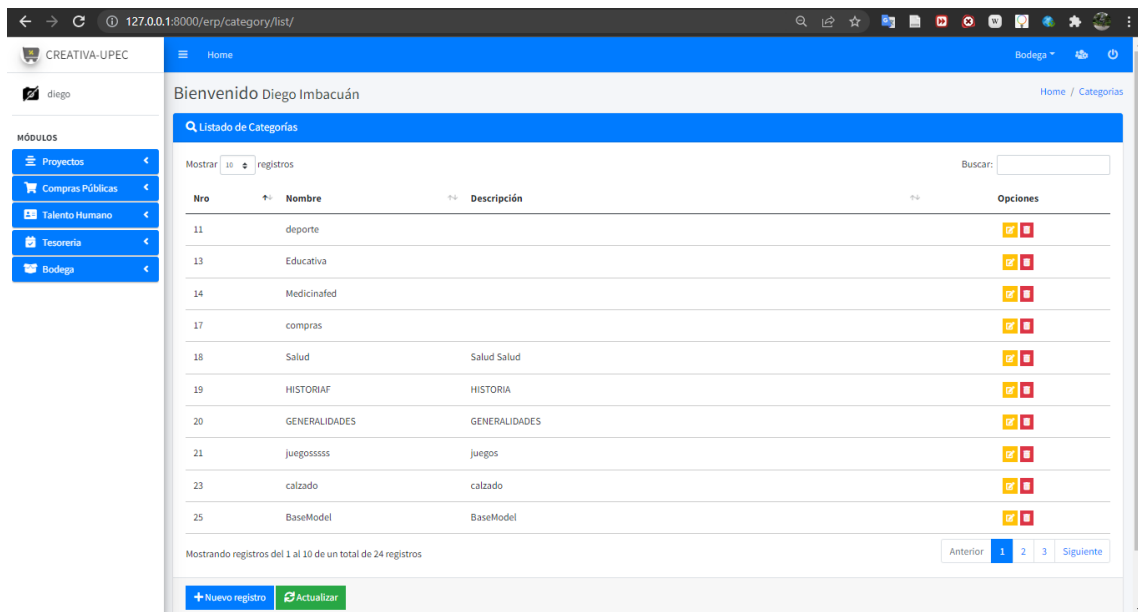 127.0.0.1:8000/erp/category/list/
CREATIVA-UPEC
Home
Bodega
diego
Bienvenido Diego Imbacuán
Home / Categorias
MÓDULOS
Proyectos
Compras Públicas
Talento Humano
Tesoreria
Bodega
Listado de Categorías
Mostrar 10 registros
Buscar:
Nro Nombre Descripción Opciones
11 deporte
13 Educativa
14 Medicinafed
17 compras
18 Salud Salud Salud
19 HISTORIAF HISTORIA
20 GENERALIDADES GENERALIDADES
21 juegosssss juegos
23 calzado calzado
25 BaseModel BaseModel
Mostrando registros del 1 al 10 de un total de 24 registros
Anterior 1 2 3 Siguiente
+Nuevo registro Actualizar